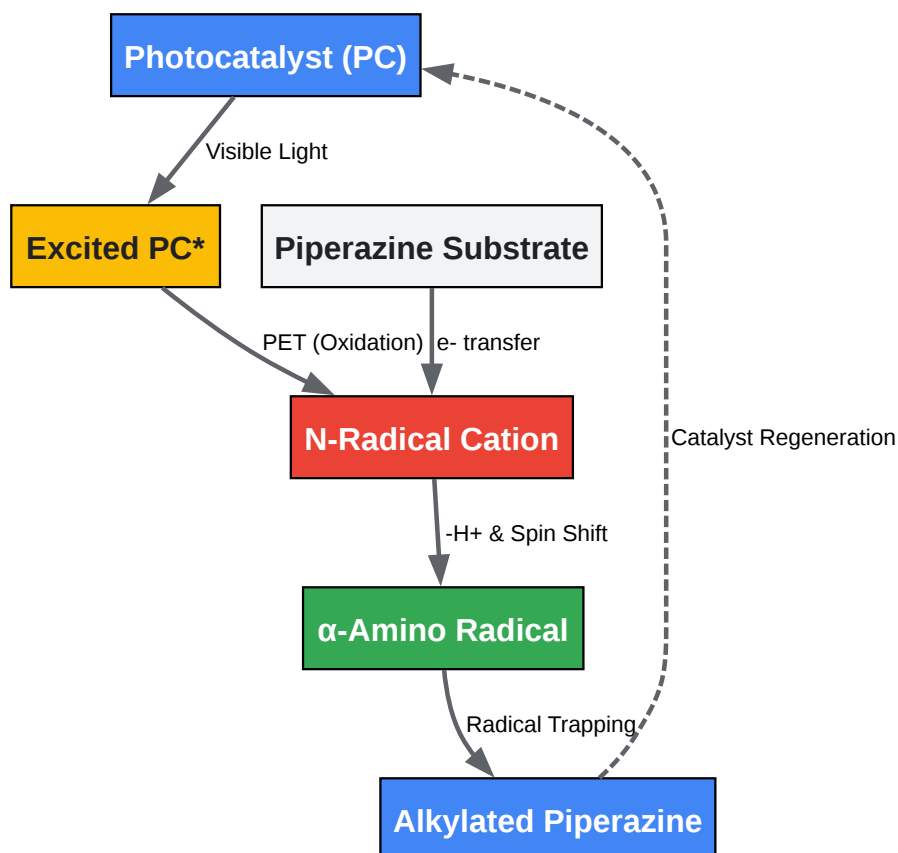 Photocatalyst (PC)
Visible Light
Excited PC*
Piperazine Substrate
PET (Oxidation)
e- transfer
N-Radical Cation
Catalyst Regeneration
-H+ & Spin Shift
α-Amino Radical
Radical Trapping
Alkylated Piperazine